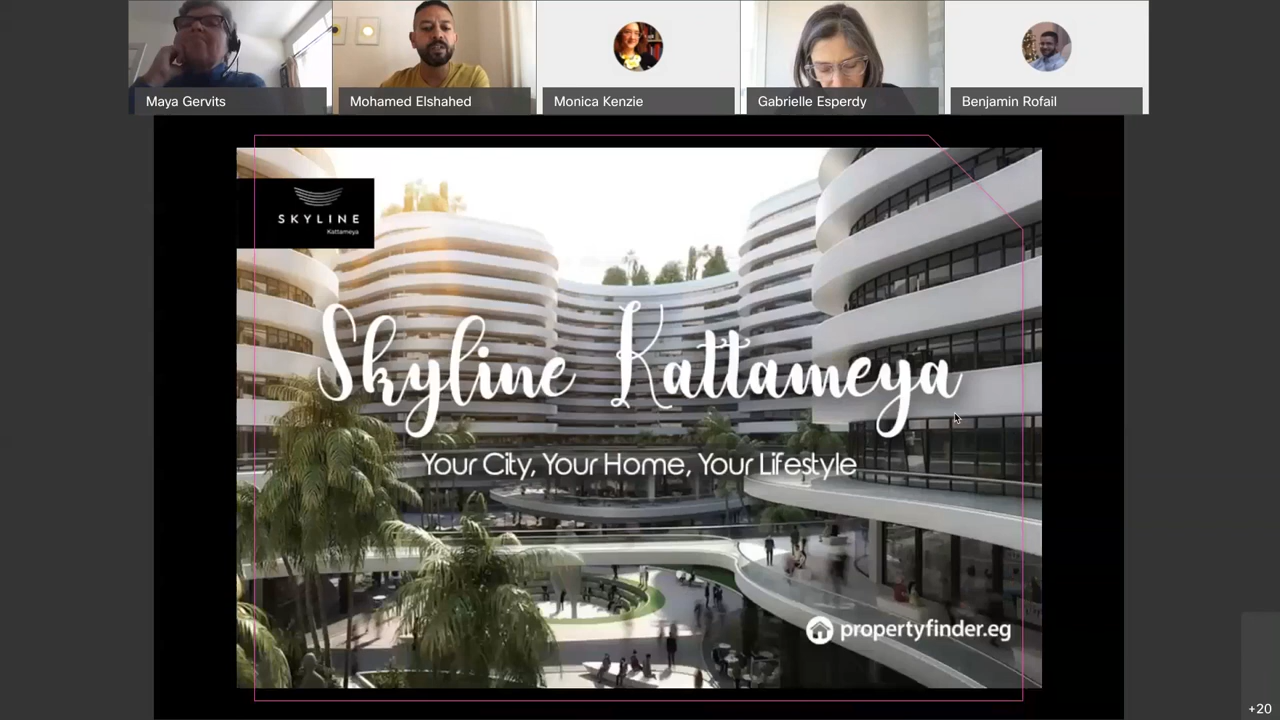 Maya Gervits
Mohamed Elshahed
Monica Kenzie
Gabrielle Esperdy
Benjamin Rofail
SKYLINE
Kattameya
Skyline Kattameya
Your City, Your Home, Your Lifestyle
propertyfinder.eg
+20